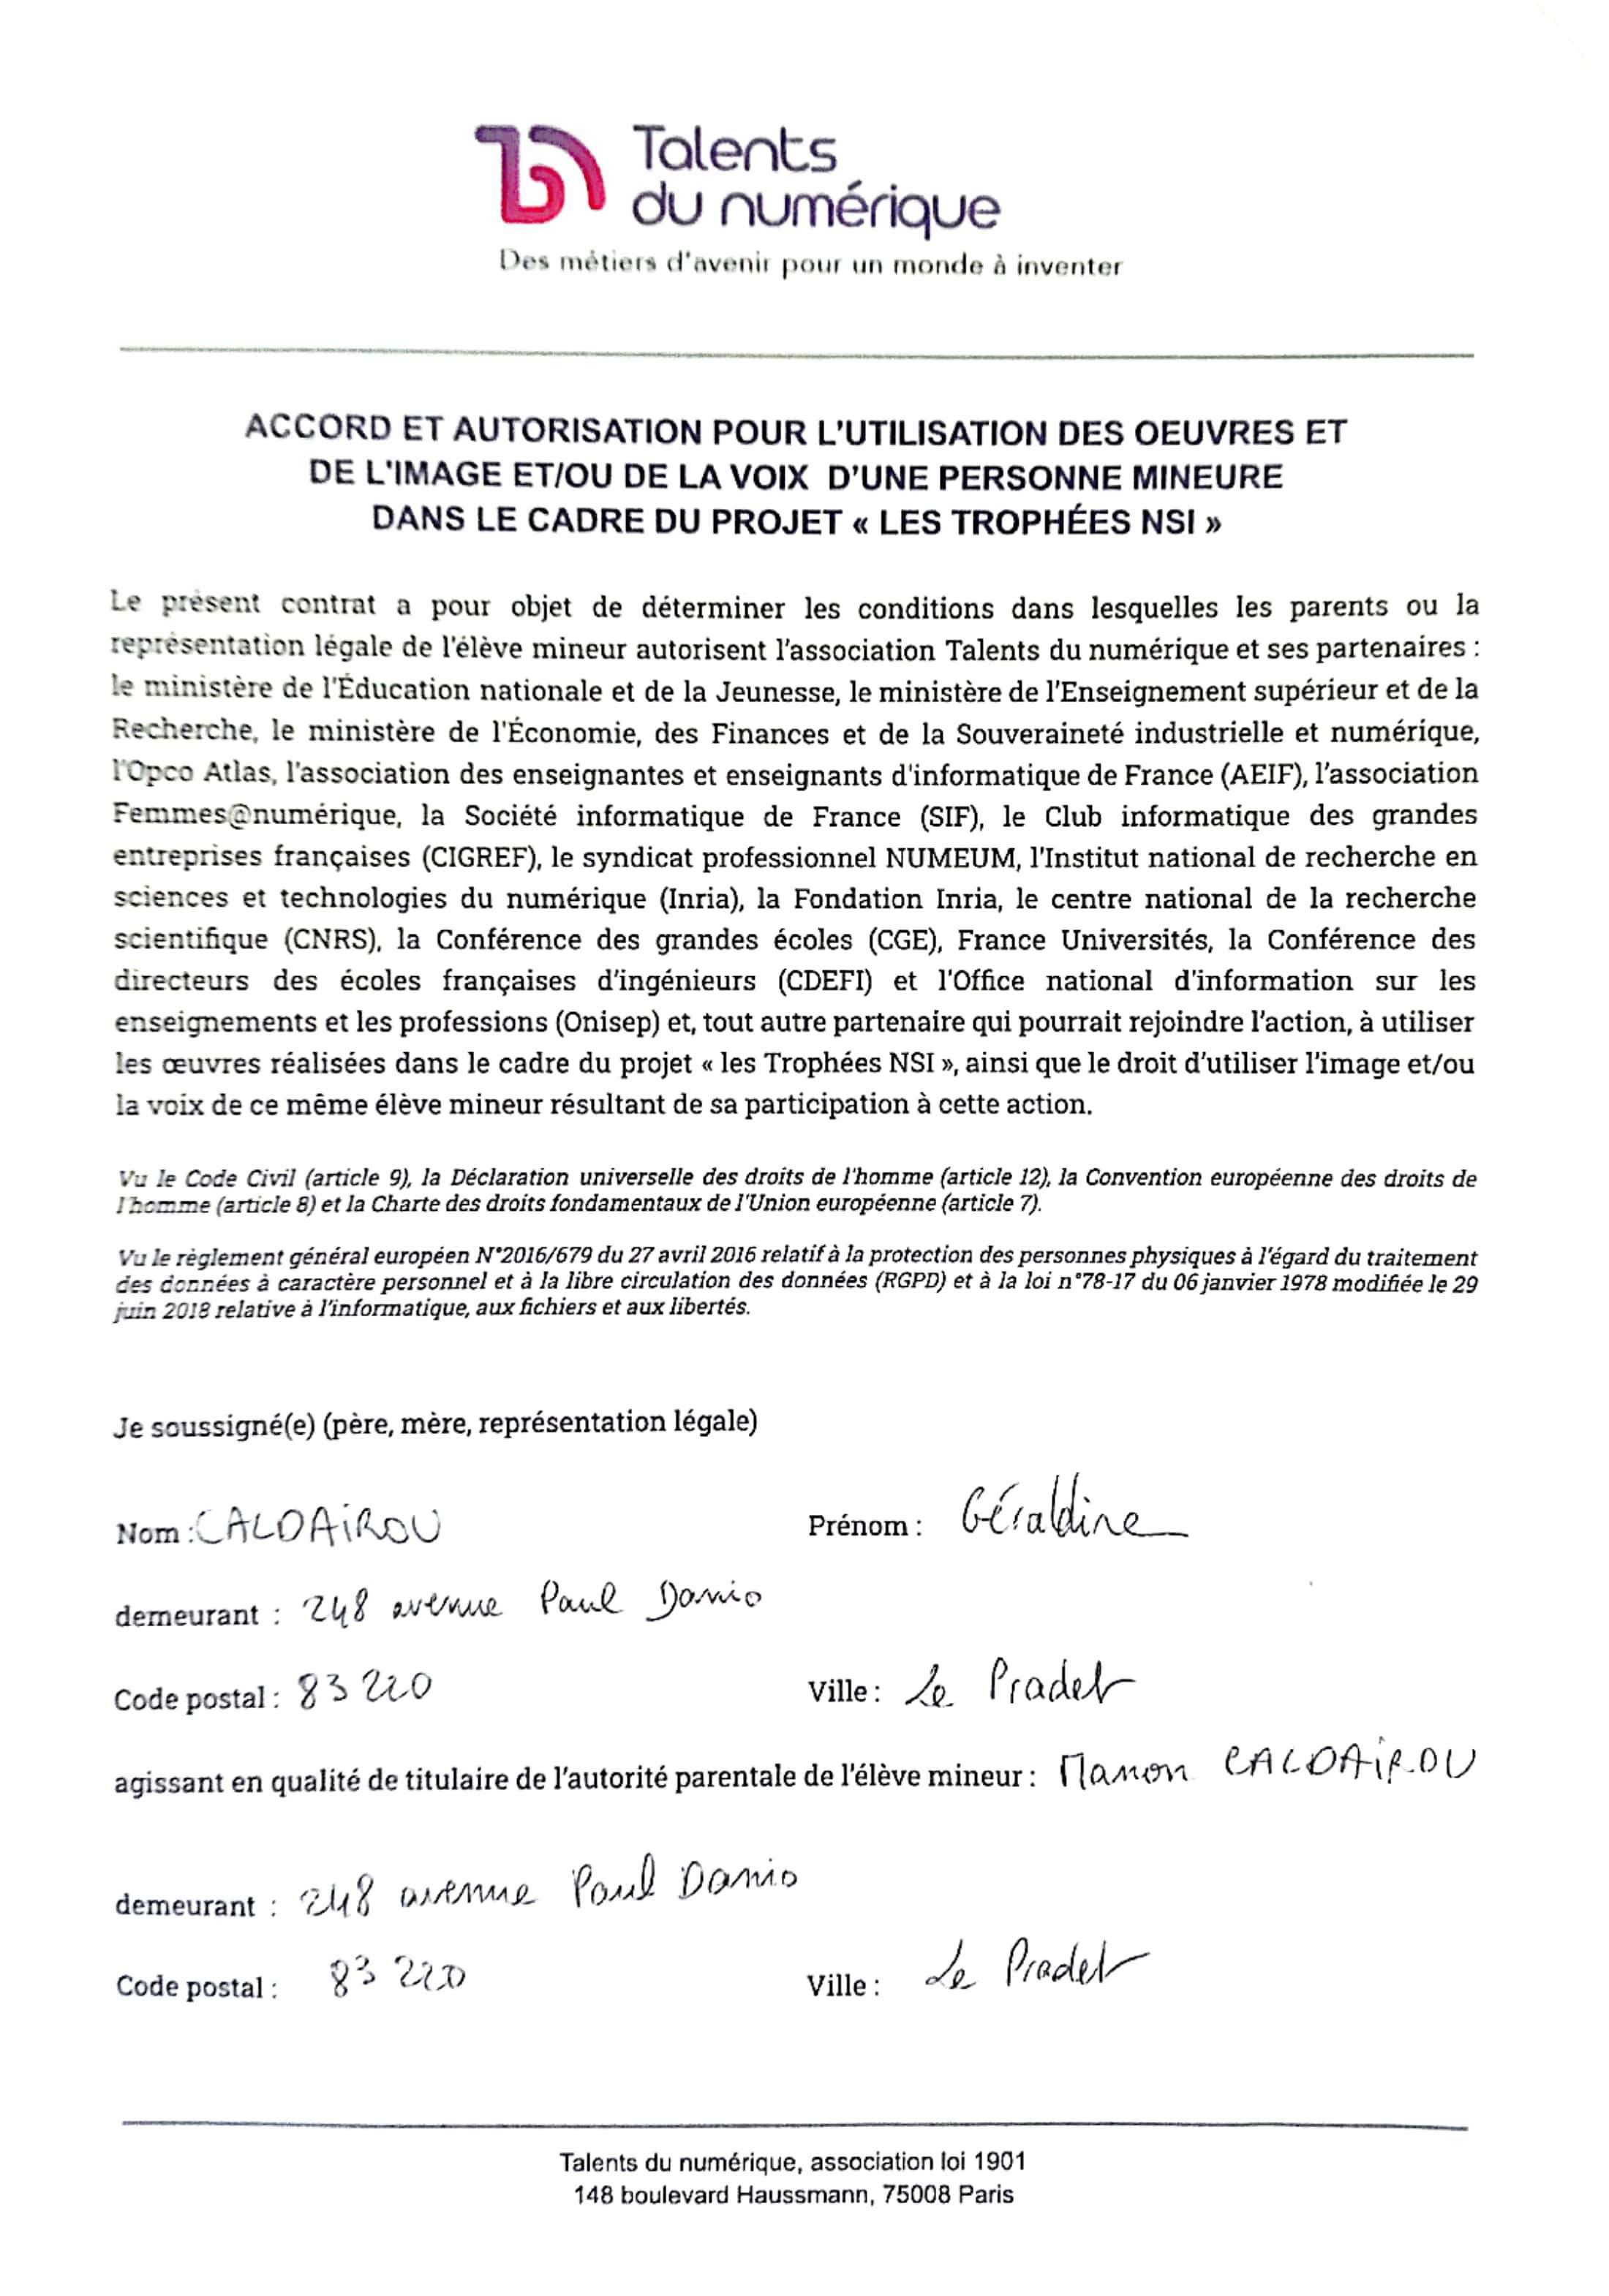 Talents
du numérique
Des métiers d'avenir pour un monde à inventer
ACCORD ET AUTORISATION POUR L'UTILISATION DES OEUVRES ET
DE L'IMAGE ET/OU DE LA VOIX D'UNE PERSONNE MINEURE
DANS LE CADRE DU PROJET « LES TROPHÉES NSI »
Le présent contrat a pour objet de déterminer les conditions dans lesquelles les parents ou la
représentation légale de l'élève mineur autorisent l'association Talents du numérique et ses partenaires :
le ministère de l'Éducation nationale et de la Jeunesse, le ministère de l'Enseignement supérieur et de la
Recherche, le ministère de l'Économie, des Finances et de la Souveraineté industrielle et numérique,
l'Opco Atlas, l'association des enseignantes et enseignants d'informatique de France (AEIF), l'association
Femmes@numérique, la Société informatique de France (SIF), le Club informatique des grandes
entreprises françaises (CIGREF), le syndicat professionnel NUMEUM, l'Institut national de recherche en
sciences et technologies du numérique (Inria), la Fondation Inria, le centre national de la recherche
scientifique (CNRS), la Conférence des grandes écoles (CGE), France Universités, la Conférence des
directeurs des écoles françaises d'ingénieurs (CDEFI) et l'Office national d'information sur les
enseignements et les professions (Onisep) et, tout autre partenaire qui pourrait rejoindre l'action, à utiliser
les œuvres réalisées dans le cadre du projet « les Trophées NSI », ainsi que le droit d'utiliser l'image et/ou
la voix de ce même élève mineur résultant de sa participation à cette action.
Vu le Code Civil (article 9), la Déclaration universelle des droits de l'homme (article 12), la Convention européenne des droits de
l'homme (article 8) et la Charte des droits fondamentaux de l'Union européenne (article 7).
Vu le règlement général européen N°2016/679 du 27 avril 2016 relatif à la protection des personnes physiques à l'égard du traitement
des données à caractère personnel et à la libre circulation des données (RGPD) et à la loi n°78-17 du 06 janvier 1978 modifiée le 29
juin 2018 relative à l'informatique, aux fichiers et aux libertés.
Je soussigné(e) (père, mère, représentation légale)
Nom : CALDAIROU Prénom : Géraldine
demeurant : 248 avenue Paul Danio
Code postal : 83 220 Ville : Le Pradet
agissant en qualité de titulaire de l'autorité parentale de l'élève mineur : Manon CALDAIROU
demeurant : 248 avenue Paul Danio
Code postal : 83 220 Ville : Le Pradet
Talents du numérique, association loi 1901
148 boulevard Haussmann, 75008 Paris